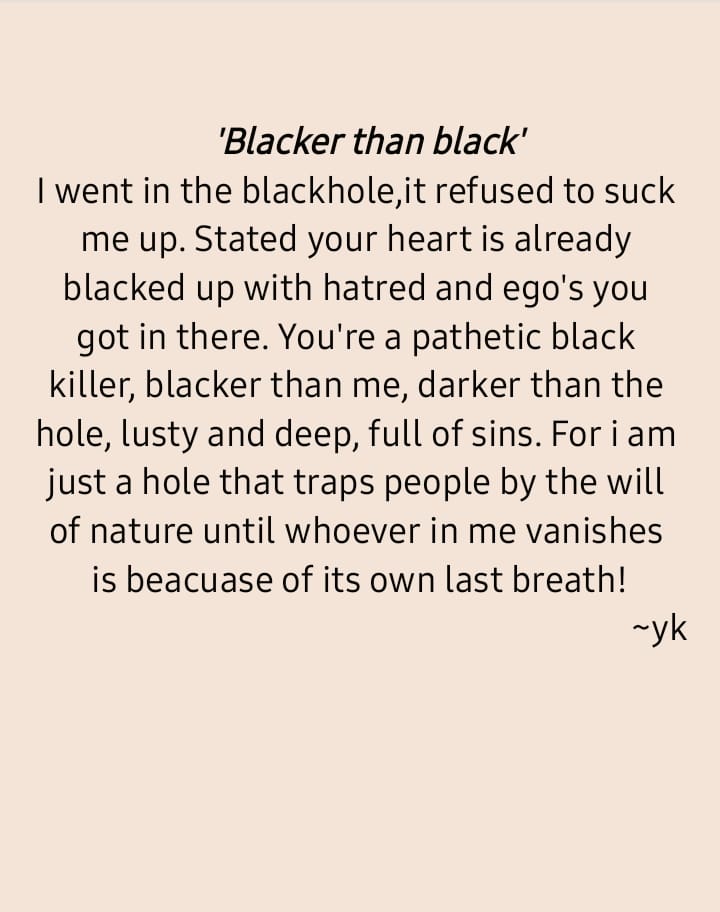 'Blacker than black'
I went in the blackhole,it refused to suck
me up. Stated your heart is already
blacked up with hatred and ego's you
got in there. You're a pathetic black
killer, blacker than me, darker than the
hole, lusty and deep, full of sins. For i am
just a hole that traps people by the will
of nature until whoever in me vanishes
is beacuase of its own last breath!
~yk